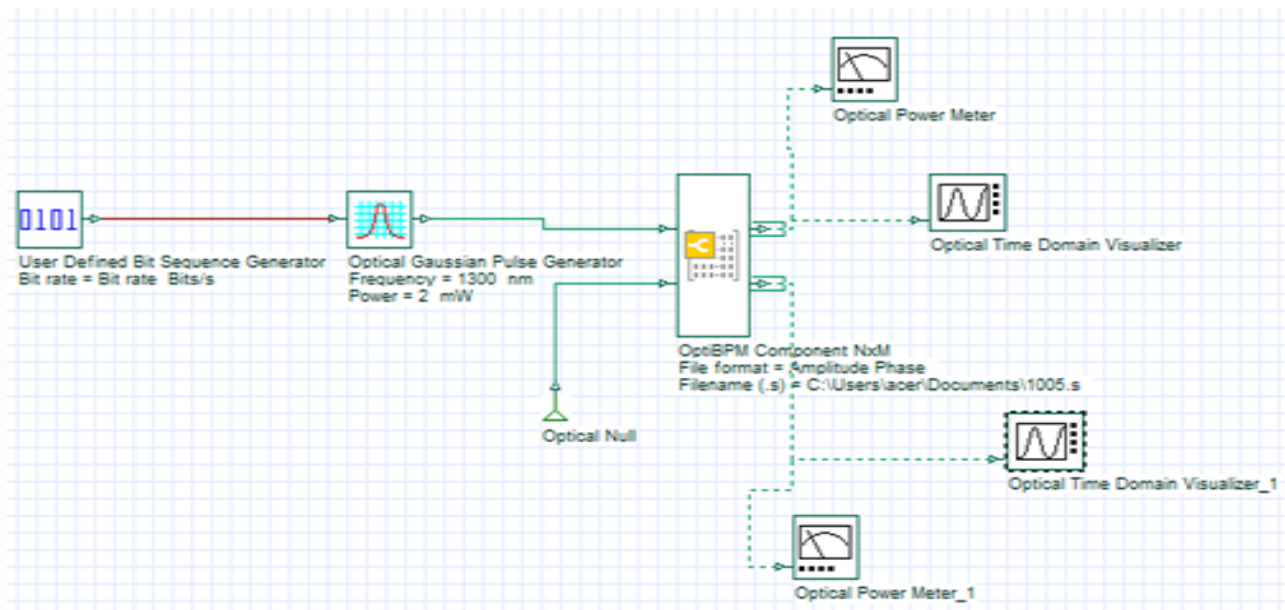 Optical Power Meter
0101
User Defined Bit Sequence Generator
Bit rate = Bit rate  Bits/s
Optical Gaussian Pulse Generator
Frequency = 1300  nm
Power = 2  mW
Optical Time Domain Visualizer
OptiBPM Component NxM
File format = Amplitude Phase
Filename (.s) = C:\Users\acer\Documents\1005.s
Optical Null
Optical Time Domain Visualizer_1
Optical Power Meter_1